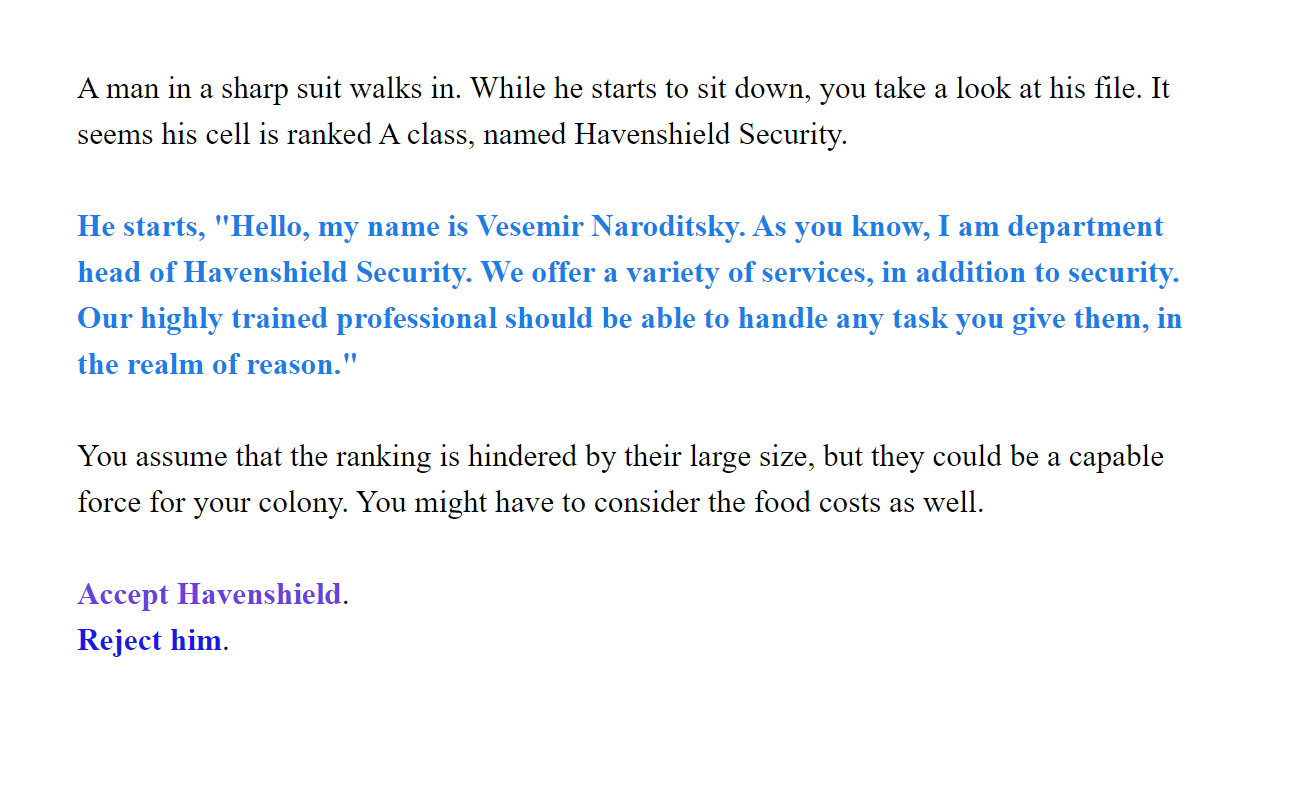 A man in a sharp suit walks in. While he starts to sit down, you take a look at his file. It
seems his cell is ranked A class, named Havenshield Security.
He starts, "Hello, my name is Vesemir Naroditsky. As you know, I am department
head of Havenshield Security. We offer a variety of services, in addition to security.
Our highly trained professional should be able to handle any task you give them, in
the realm of reason."
You assume that the ranking is hindered by their large size, but they could be a capable
force for your colony. You might have to consider the food costs as well.
Accept Havenshield.
Reject him.